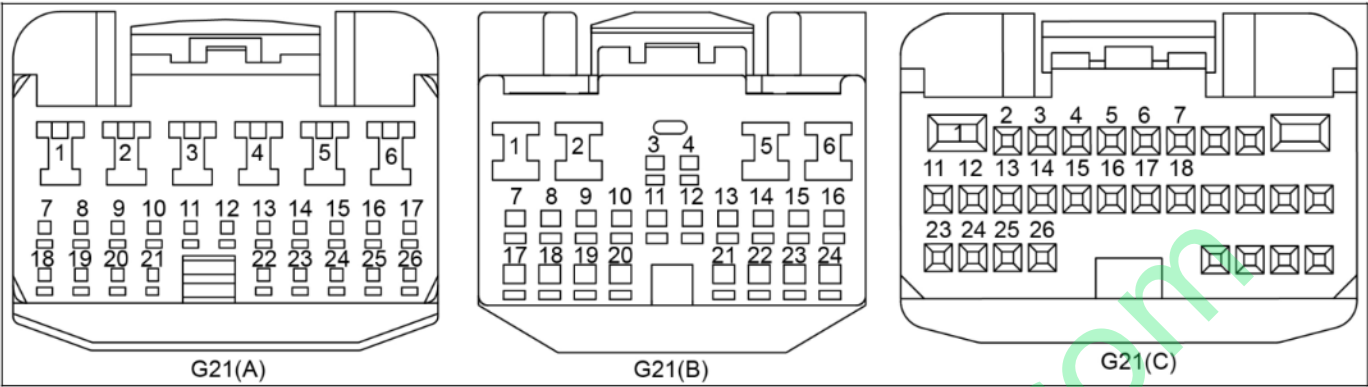 1 2 3 4 5 6
7 8 9 10 11 12 13 14 15 16 17
18 19 20 21 22 23 24 25 26
G21(A)
1 2 3 4 5 6
7 8 9 10 11 12 13 14 15 16
17 18 19 20 21 22 23 24
G21(B)
1 2 3 4 5 6 7
11 12 13 14 15 16 17 18
23 24 25 26
G21(C)
com